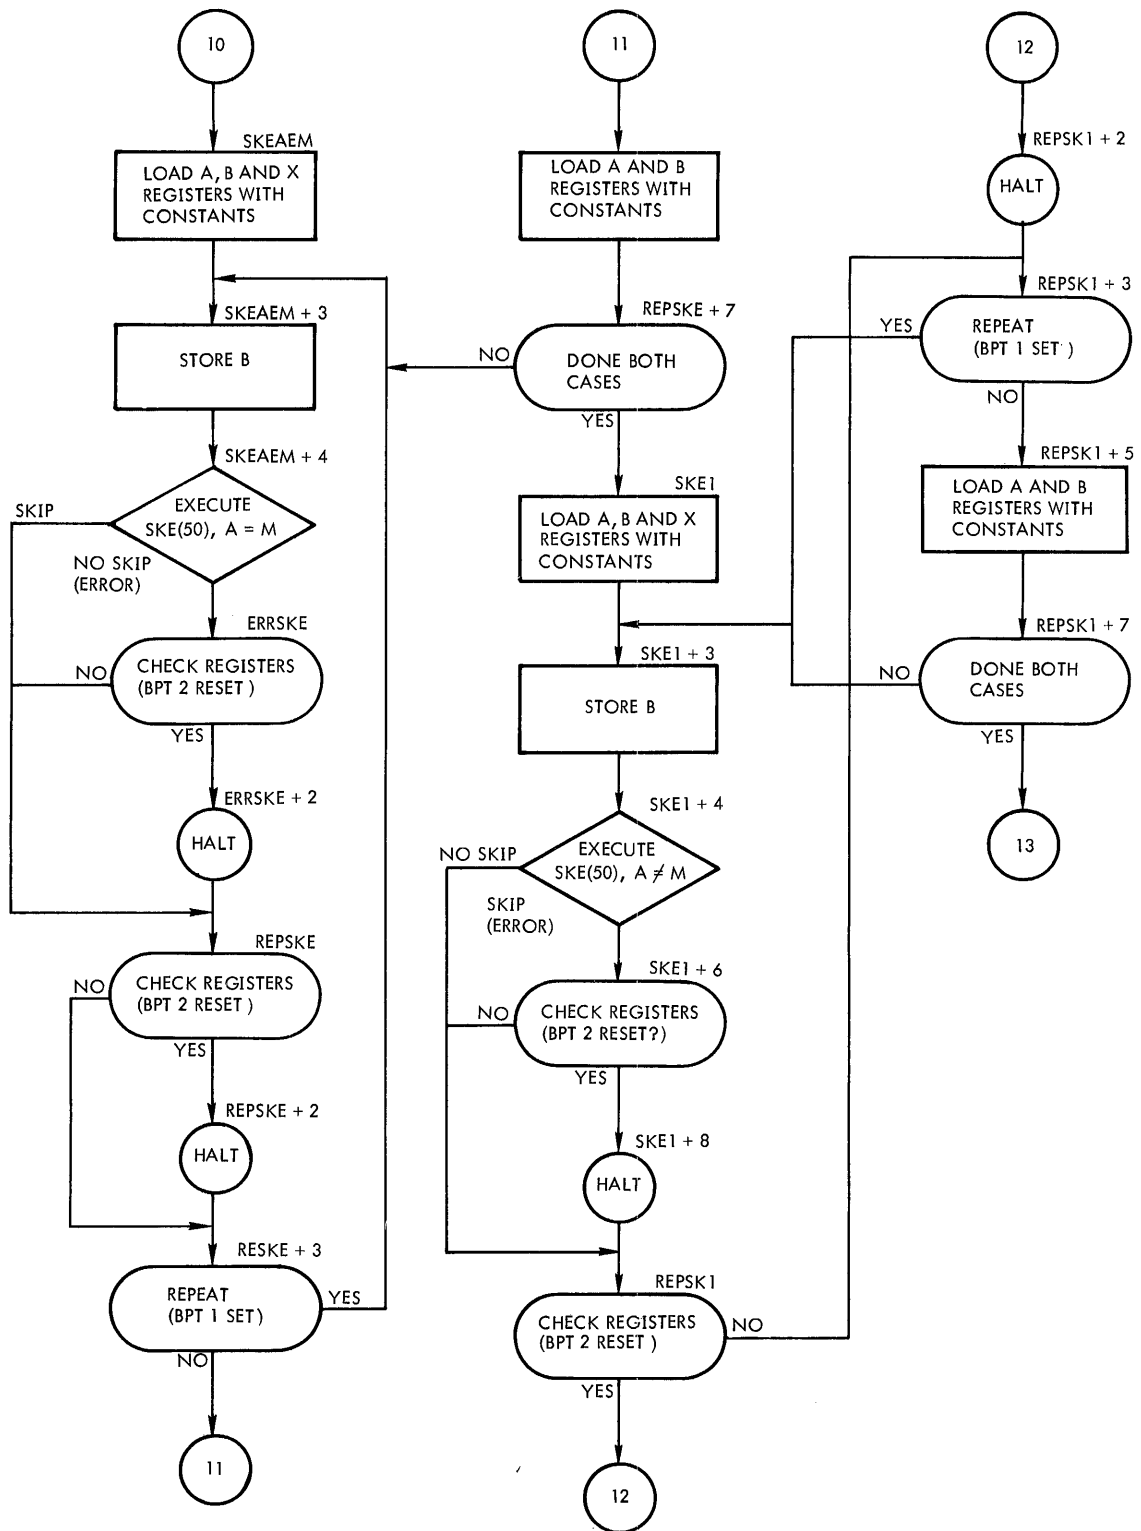 10
SKEAEM
LOAD A, B AND X
REGISTERS WITH
CONSTANTS
SKEAEM + 3
STORE B
SKEAEM + 4
EXECUTE
SKE(50), A = M
SKIP
NO SKIP
(ERROR)
ERRSKE
CHECK REGISTERS
(BPT 2 RESET )
NO
YES
ERRSKE + 2
HALT
REPSKE
CHECK REGISTERS
(BPT 2 RESET )
NO
YES
REPSKE + 2
HALT
RESKE + 3
REPEAT
(BPT 1 SET )
YES
NO
11
11
LOAD A AND B
REGISTERS WITH
CONSTANTS
REPSKE + 7
NO
DONE BOTH
CASES
YES
SKE1
LOAD A, B AND X
REGISTERS WITH
CONSTANTS
SKE1 + 3
STORE B
SKE1 + 4
NO SKIP
EXECUTE
SKE(50), A ≠ M
SKIP
(ERROR)
SKE1 + 6
NO
CHECK REGISTERS
(BPT 2 RESET?)
YES
SKE1 + 8
HALT
REPSK1
CHECK REGISTERS
(BPT 2 RESET )
NO
YES
12
12
REPSK1 + 2
HALT
REPSK1 + 3
YES
REPEAT
(BPT 1 SET )
NO
REPSK1 + 5
LOAD A AND B
REGISTERS WITH
CONSTANTS
REPSK1 + 7
NO
DONE BOTH
CASES
YES
13